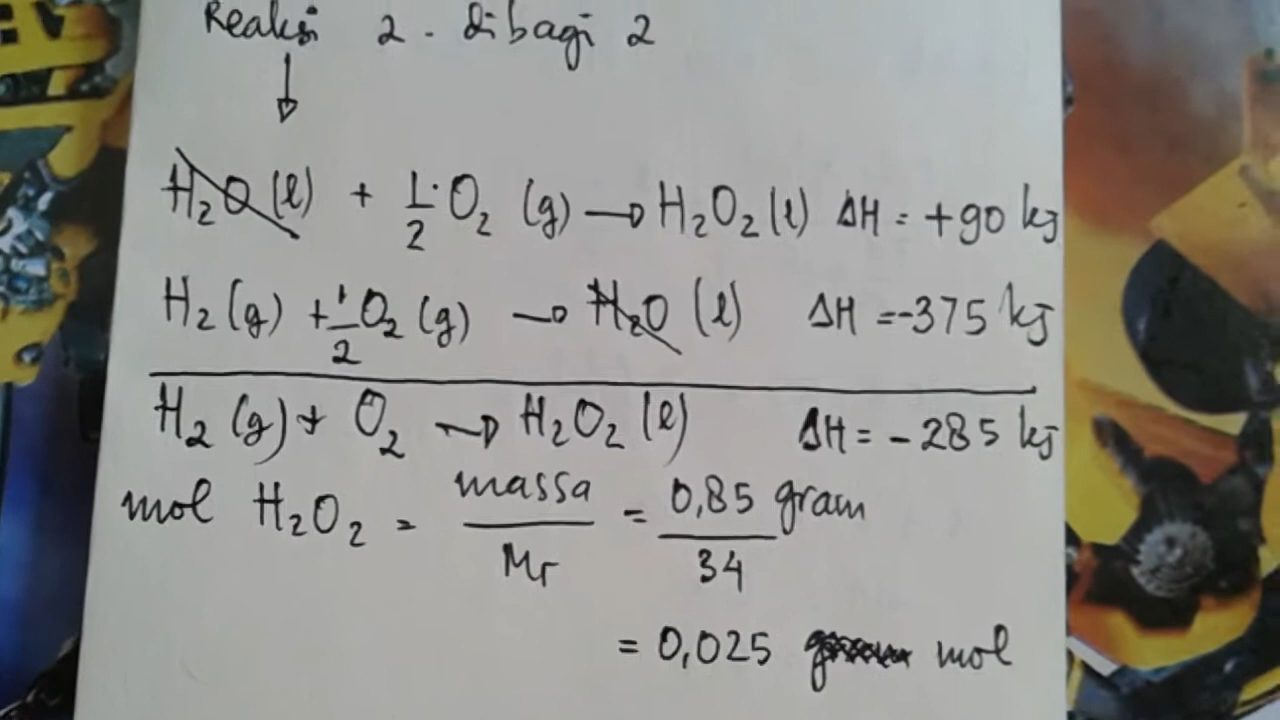 Reaksi 2 . dibagi 2
↓
H₂O (l) + 1/2 · O₂ (g) → H₂O₂ (l) ΔH = +90 kj
H₂ (g) + 1/2 O₂ (g) → H₂O (l) ΔH = -375 kj
H₂ (g) + O₂ → H₂O₂ (l) ΔH = - 285 kj
mol H₂O₂ = massa/Mr = 0,85 gram/34
= 0,025 mol